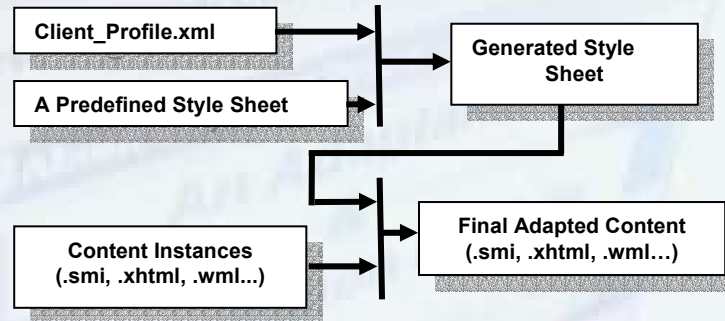 Client_Profile.xml
A Predefined Style Sheet
Generated Style
Sheet
Content Instances
(.smi, .xhtml, .wml...)
Final Adapted Content
(.smi, .xhtml, .wml…)